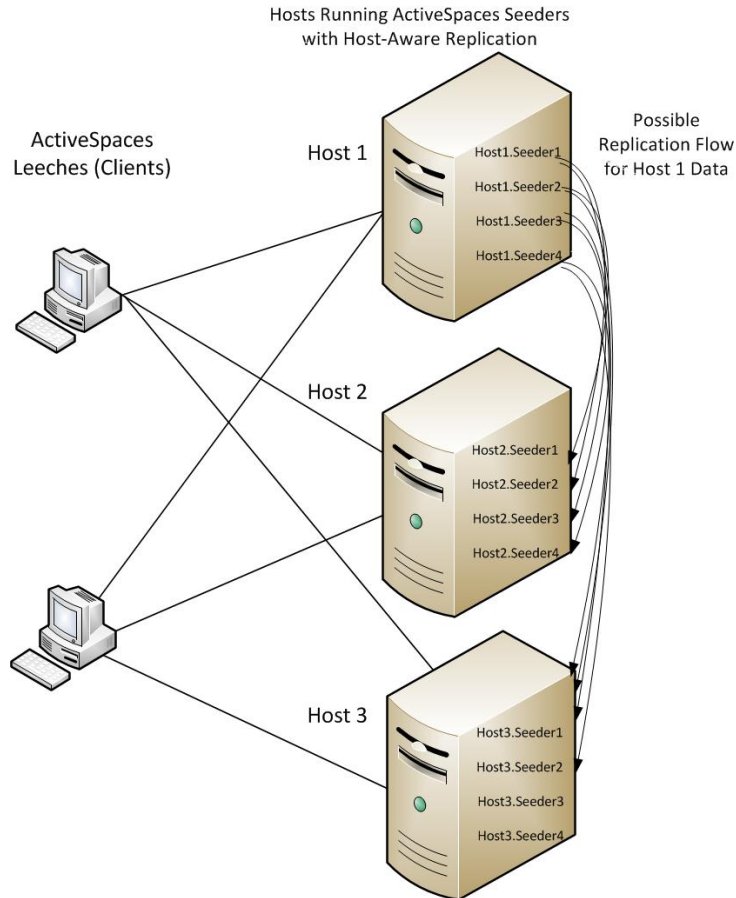 Hosts Running ActiveSpaces Seeders
with Host-Aware Replication
ActiveSpaces
Leeches (Clients)
Possible
Replication Flow
for Host 1 Data
Host 1
Host1.Seeder1
Host1.Seeder2
Host1.Seeder3
Host1.Seeder4
Host 2
Host2.Seeder1
Host2.Seeder2
Host2.Seeder3
Host2.Seeder4
Host 3
Host3.Seeder1
Host3.Seeder2
Host3.Seeder3
Host3.Seeder4